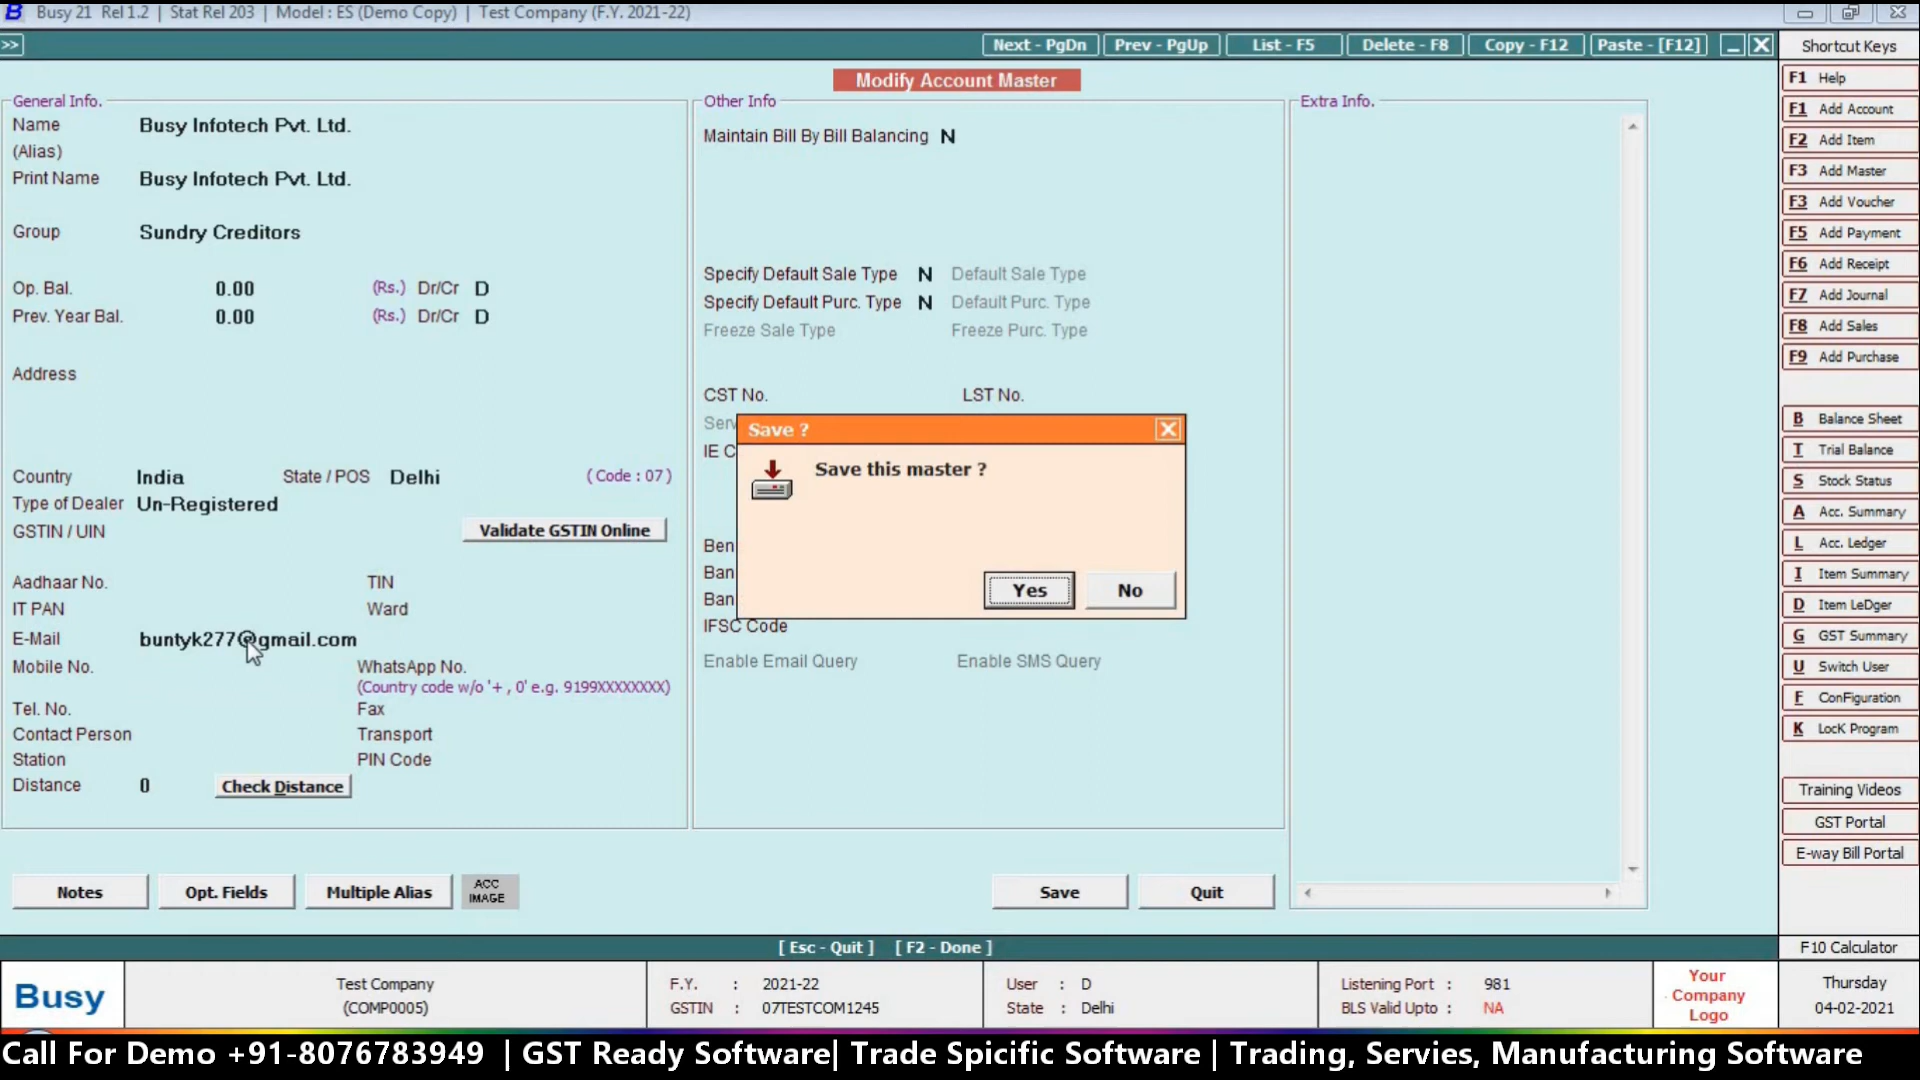 Busy 21 Rel 1.2 | Stat Rel 203 | Model : ES (Demo Copy) | Test Company (F.Y. 2021-22)
>> Next - PgDn Prev - PgUp List - F5 Delete - F8 Copy - F12 Paste - [F12]
Modify Account Master
General Info.
Name Busy Infotech Pvt. Ltd.
(Alias)
Print Name Busy Infotech Pvt. Ltd.
Group Sundry Creditors
Op. Bal. 0.00 (Rs.) Dr/Cr D
Prev. Year Bal. 0.00 (Rs.) Dr/Cr D
Address
Country India State / POS Delhi ( Code : 07 )
Type of Dealer Un-Registered
GSTIN / UIN Validate GSTIN Online
Aadhaar No. TIN
IT PAN Ward
E-Mail buntyk277@gmail.com
Mobile No. WhatsApp No.
(Country code w/o '+ , 0' e.g. 9199XXXXXXXX)
Tel. No. Fax
Contact Person Transport
Station PIN Code
Distance 0 Check Distance
Other Info
Maintain Bill By Bill Balancing N
Specify Default Sale Type N Default Sale Type
Specify Default Purc. Type N Default Purc. Type
Freeze Sale Type Freeze Purc. Type
CST No. LST No.
Serv
IE C
Ben
Ban
Ban
IFSC Code
Enable Email Query Enable SMS Query
Save ?
Save this master ?
Yes No
Extra Info.
Notes Opt. Fields Multiple Alias ACC IMAGE Save Quit
[ Esc - Quit ] [ F2 - Done ]
Shortcut Keys
F1 Help
F1 Add Account
F2 Add Item
F3 Add Master
F3 Add Voucher
F5 Add Payment
F6 Add Receipt
F7 Add Journal
F8 Add Sales
F9 Add Purchase
B Balance Sheet
T Trial Balance
S Stock Status
A Acc. Summary
L Acc. Ledger
I Item Summary
D Item LeDger
G GST Summary
U Switch User
F ConFiguration
K LocK Program
Training Videos
GST Portal
E-way Bill Portal
F10 Calculator
Busy
Test Company
(COMP0005)
F.Y. : 2021-22
GSTIN : 07TESTCOM1245
User : D
State : Delhi
Listening Port : 981
BLS Valid Upto : NA
Your
Company
Logo
Thursday
04-02-2021
Call For Demo +91-8076783949 | GST Ready Software| Trade Spicific Software | Trading, Servies, Manufacturing Software